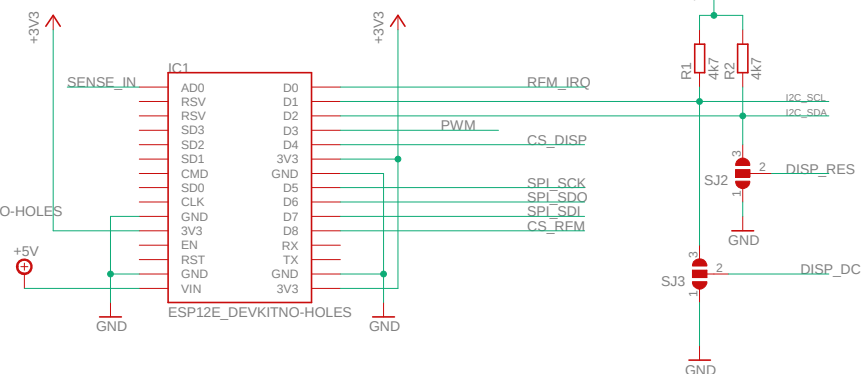 +3V3
+3V3
IC1
SENSE_IN
AD0
D0
RFM_IRQ
RSV
D1
I2C_SCL
RSV
D2
I2C_SDA
SD3
D3
PWM
SD2
D4
CS_DISP
SD1
3V3
CMD
GND
SD0
D5
SPI_SCK
CLK
D6
SPI_SDO
GND
D7
SPI_SDI
3V3
D8
CS_RFM
EN
RX
RST
TX
GND
GND
VIN
3V3
ESP12E_DEVKITNO-HOLES
O-HOLES
+5V
GND
GND
R1
4k7
R2
4k7
3
SJ2
2
DISP_RES
1
GND
3
SJ3
2
DISP_DC
1
GND